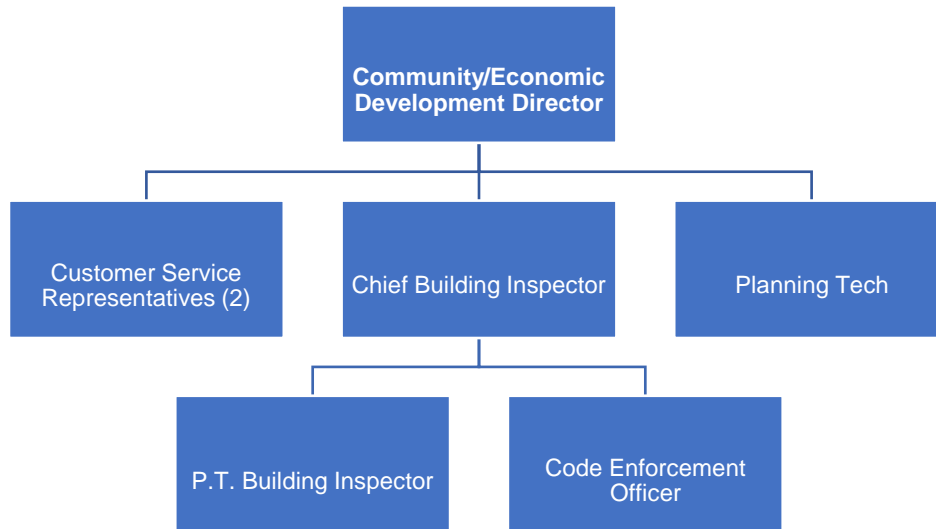 Community/Economic
Development Director
Customer Service
Representatives (2)
Chief Building Inspector
Planning Tech
P.T. Building Inspector
Code Enforcement
Officer